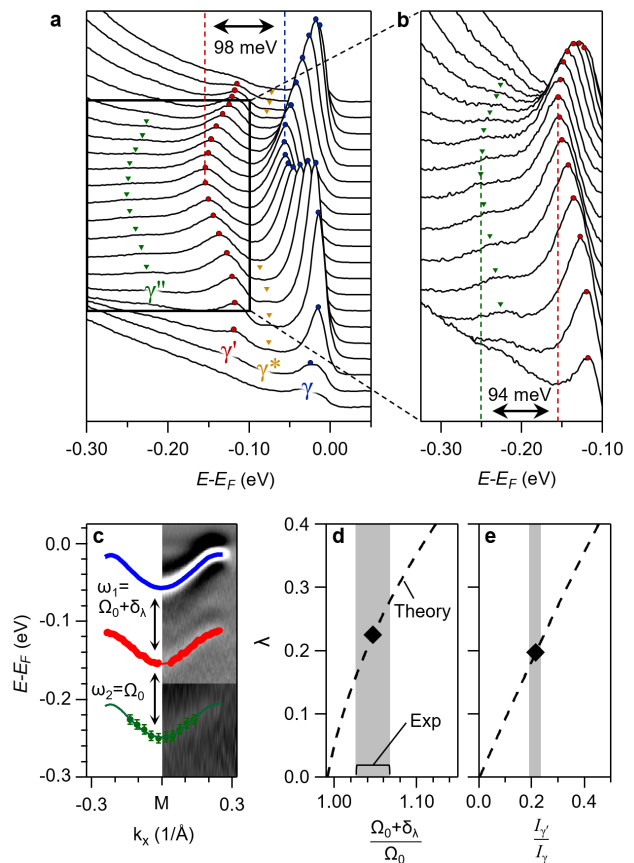 a
98 meV
γ''
γ'
γ*
γ
-0.30
-0.20
-0.10
0.00
E-E_F (eV)
b
94 meV
-0.30
-0.20
-0.10
E-E_F (eV)
c
0.0
-0.1
-0.2
-0.3
E-E_F (eV)
ω₁=
Ω₀+δ_λ
ω₂=Ω₀
-0.3
M
0.3
k_x (1/Å)
d
0.4
0.3
0.2
0.1
0.0
λ
Theory
Exp
1.00
1.10
Ω₀+δ_λ
Ω₀
e
0.0
0.2
0.4
I_γ'
I_γ